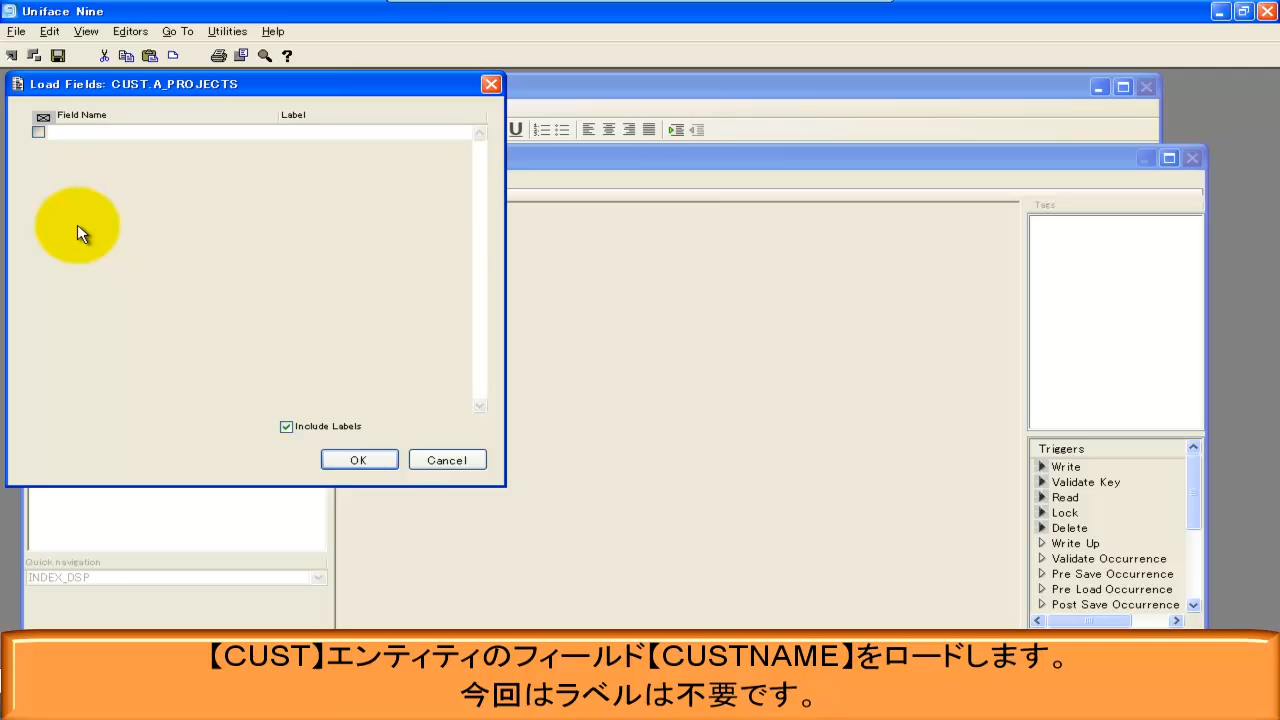 Uniface Nine
File Edit View Editors Go To Utilities Help
Load Fields: CUST.A_PROJECTS
Field Name Label
Include Labels
OK Cancel
Tags
Triggers
Write
Validate Key
Read
Lock
Delete
Write Up
Validate Occurrence
Pre Save Occurrence
Pre Load Occurrence
Post Save Occurrence
Quick navigation
INDEX_DSP
【CUST】エンティティのフィールド【CUSTNAME】をロードします。
今回はラベルは不要です。